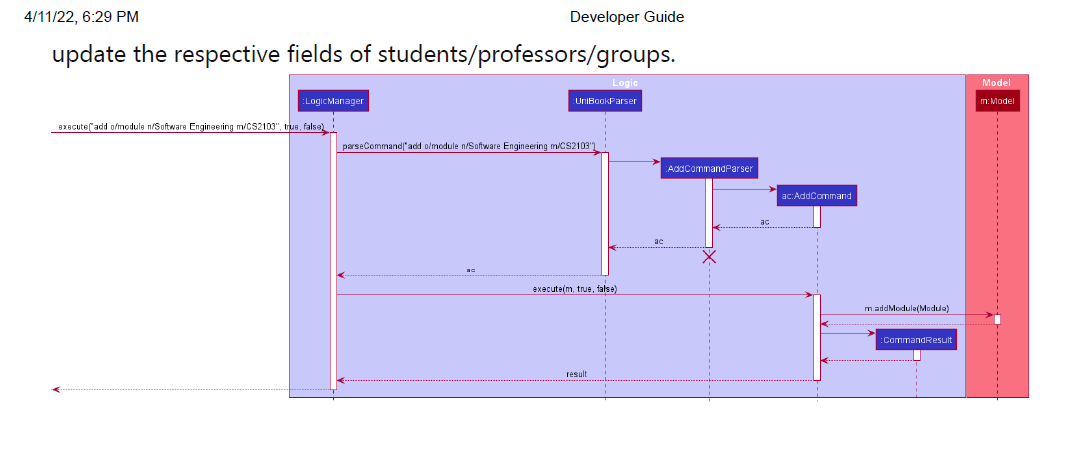 4/11/22, 6:29 PM Developer Guide
update the respective fields of students/professors/groups.
Logic Model
:LogicManager :UniBookParser m:Model
execute("add o/module n/Software Engineering m/CS2103", true, false)
parseCommand("add o/module n/Software Engineering m/CS2103")
:AddCommandParser
ac:AddCommand
ac
ac
ac
execute(m, true, false)
m.addModule(Module)
:CommandResult
result